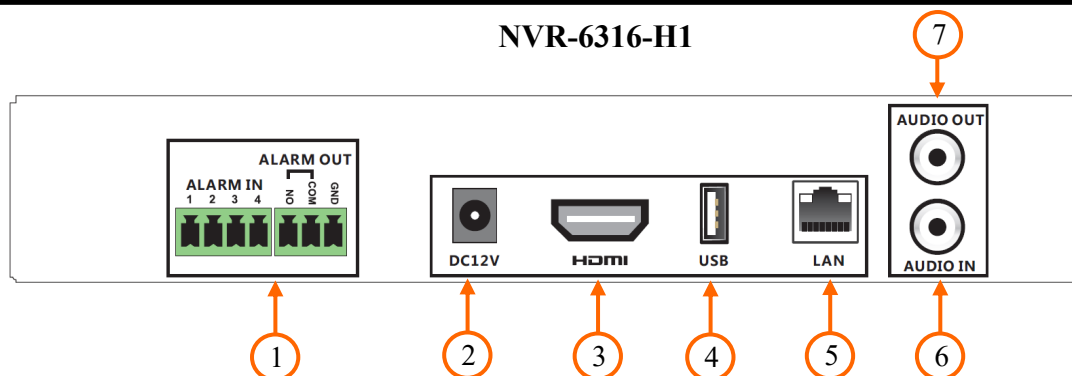 NVR-6316-H1
7
AUDIO OUT
ALARM OUT
ALARM IN
1 2 3 4 NO COM GND
DC12V HDMI USB LAN
AUDIO IN
1 2 3 4 5 6